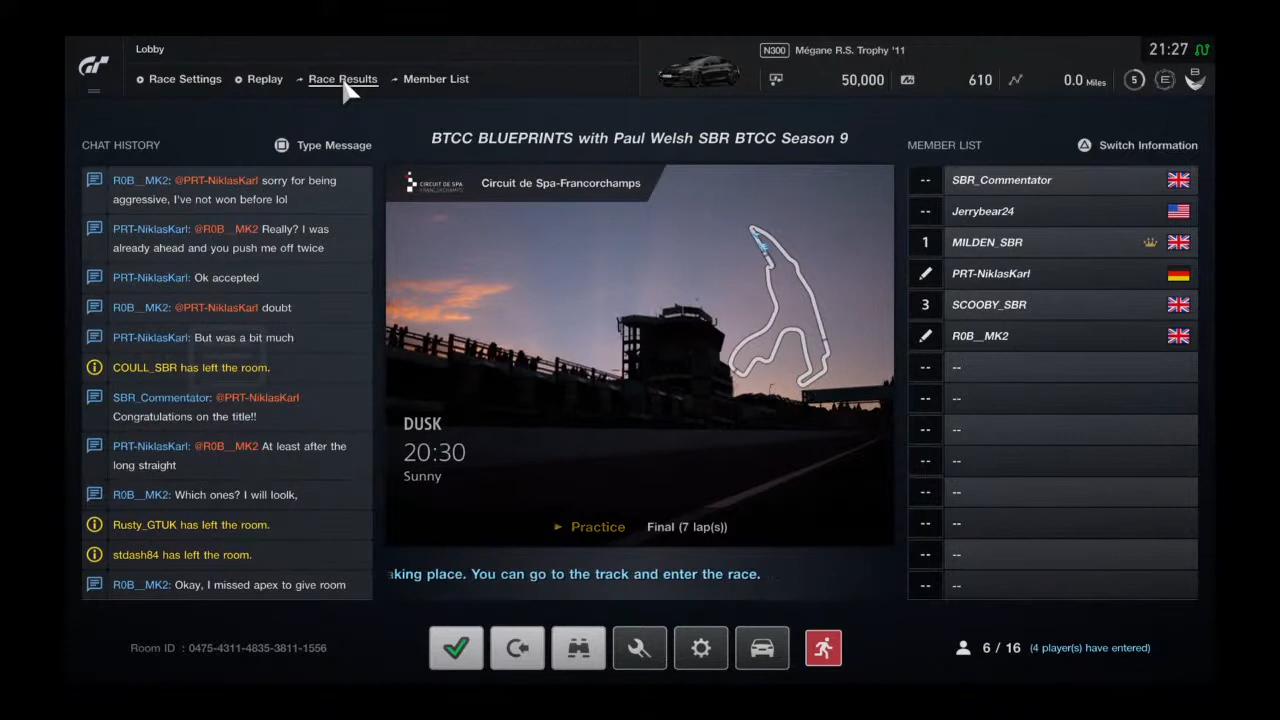 Lobby
N300 Mégane R.S. Trophy '11
21:27
Race Settings Replay Race Results Member List
50,000 610 0.0 Miles 5 E B
BTCC BLUEPRINTS with Paul Welsh SBR BTCC Season 9
CHAT HISTORY Type Message
R0B__MK2: @PRT-NiklasKarl sorry for being
aggressive, I've not won before lol
PRT-NiklasKarl: @R0B__MK2 Really? I was
already ahead and you push me off twice
PRT-NiklasKarl: Ok accepted
R0B__MK2: @PRT-NiklasKarl doubt
PRT-NiklasKarl: But was a bit much
COULL_SBR has left the room.
SBR_Commentator: @PRT-NiklasKarl
Congratulations on the title!!
PRT-NiklasKarl: @R0B__MK2 At least after the
long straight
R0B__MK2: Which ones? I will loolk,
Rusty_GTUK has left the room.
stdash84 has left the room.
R0B__MK2: Okay, I missed apex to give room
CIRCUIT DE SPA
FRANCORCHAMPS
Circuit de Spa-Francorchamps
DUSK
20:30
Sunny
Practice Final (7 lap(s))
aking place. You can go to the track and enter the race.
MEMBER LIST Switch Information
-- SBR_Commentator
-- Jerrybear24
1 MILDEN_SBR
PRT-NiklasKarl
3 SCOOBY_SBR
R0B__MK2
-- --
-- --
-- --
-- --
-- --
-- --
-- --
-- --
Room ID : 0475-4311-4835-3811-1556
6 / 16 (4 player(s) have entered)